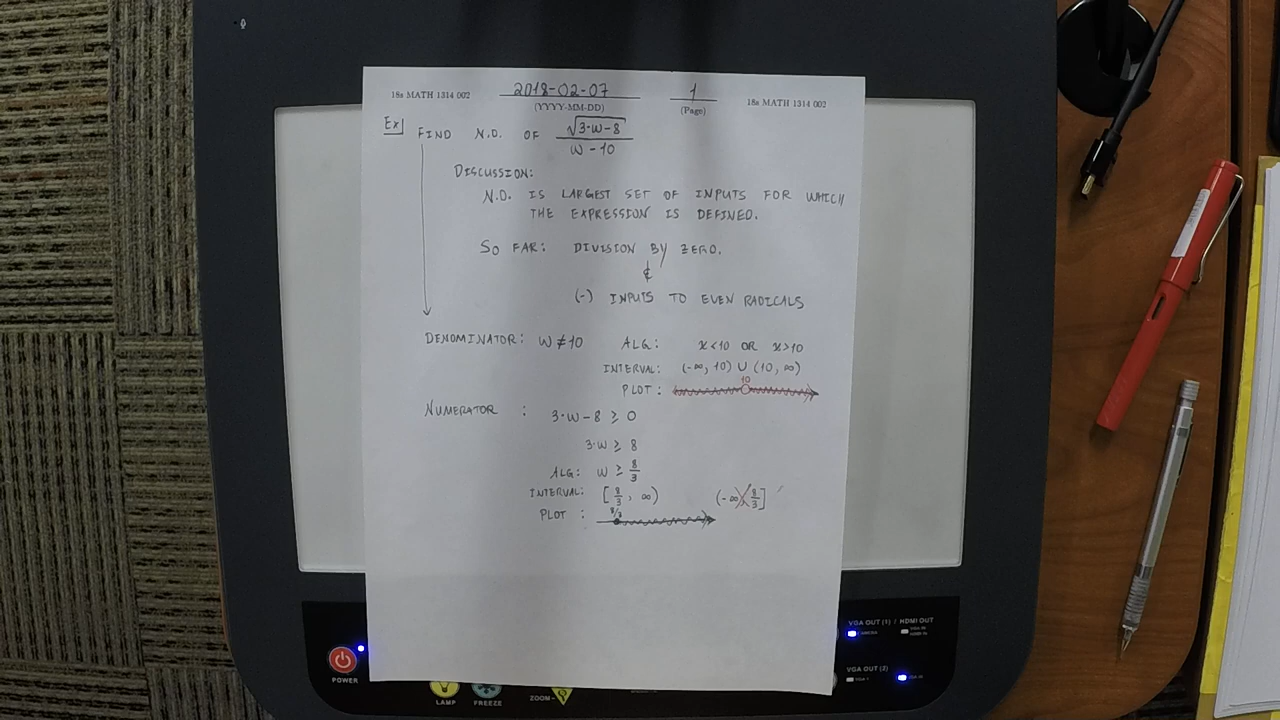 18s MATH 1314 002 2018-02-07 1 18s MATH 1314 002
(YYYY-MM-DD) (Page)
Ex] FIND N.D. OF √(3·W-8) / (W-10)
DISCUSSION:
N.D. IS LARGEST SET OF INPUTS FOR WHICH
THE EXPRESSION IS DEFINED.
SO FAR: DIVISION BY ZERO.
&
(-) INPUTS TO EVEN RADICALS
DENOMINATOR: W≠10 ALG: x<10 OR x>10
INTERVAL: (-∞, 10) ∪ (10, ∞)
PLOT: 10
NUMERATOR : 3·W-8 ≥ 0
3·W ≥ 8
ALG: W ≥ 8/3
INTERVAL: [8/3, ∞) (-∞, 8/3]
PLOT : 8/3
VGA OUT (1) / HDMI OUT
VGA OUT (2)
POWER
LAMP FREEZE ZOOM-